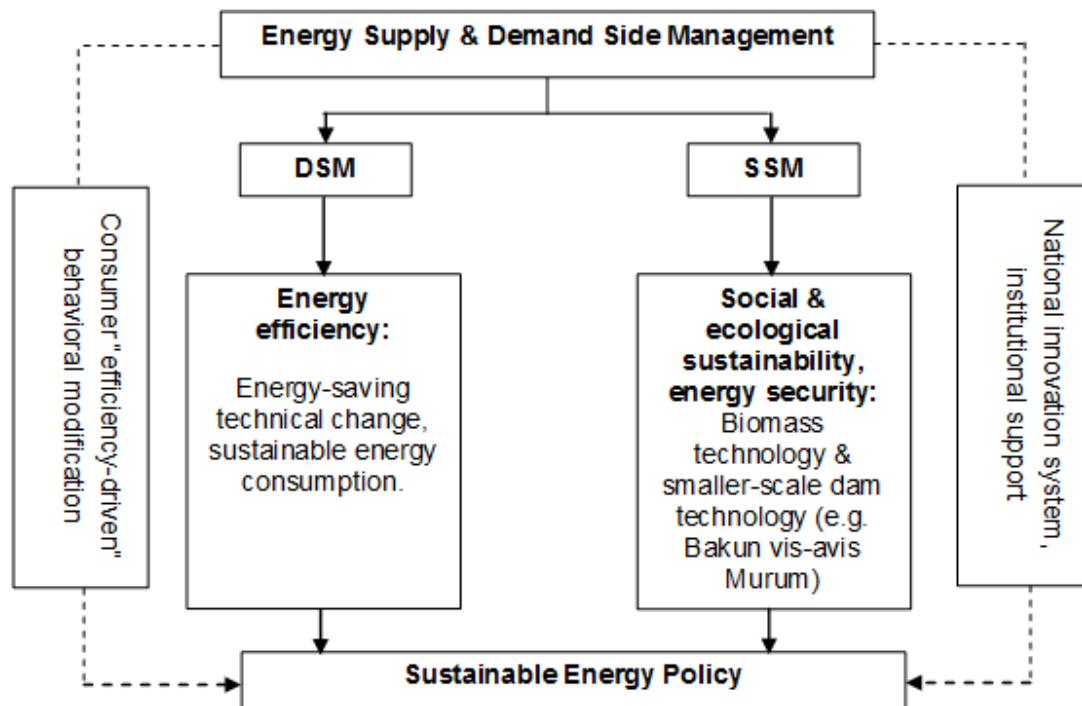 Energy Supply & Demand Side Management
DSM
SSM
Consumer "efficiency-driven"
behavioral modification
Energy
efficiency:
Energy-saving
technical change,
sustainable energy
consumption.
Social &
ecological
sustainability,
energy security:
Biomass
technology &
smaller-scale dam
technology (e.g.
Bakun vis-avis
Murum)
National innovation system,
institutional support
Sustainable Energy Policy